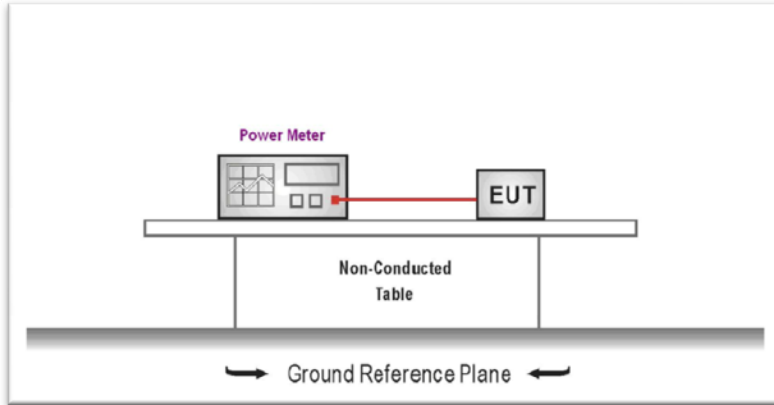 Power Meter
EUT
Non-Conducted
Table
Ground Reference Plane